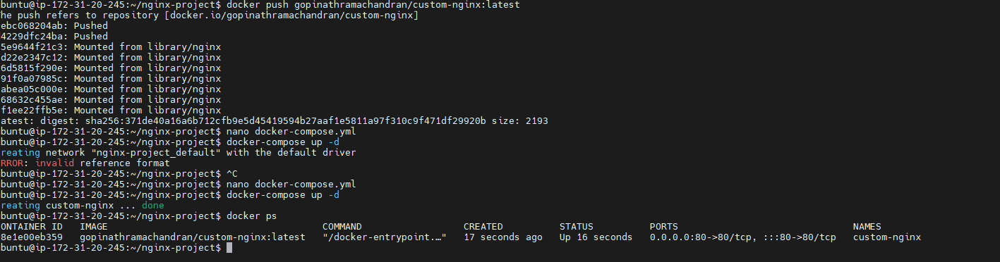 buntu@ip-172-31-20-245:~/nginx-project$ docker push gopinathramachandran/custom-nginx:latest
he push refers to repository [docker.io/gopinathramachandran/custom-nginx]
ebc068204ab: Pushed
4229dfc24ba: Pushed
5e9644f21c3: Mounted from library/nginx
d22e2347c12: Mounted from library/nginx
6d5815f290e: Mounted from library/nginx
91f0a07985c: Mounted from library/nginx
abea05c000e: Mounted from library/nginx
68632c455ae: Mounted from library/nginx
f1ee22ffb5e: Mounted from library/nginx
atest: digest: sha256:371de40a16a6b712cfb9e5d45419594b27aaf1e5811a97f310c9f471df29920b size: 2193
buntu@ip-172-31-20-245:~/nginx-project$ nano docker-compose.yml
buntu@ip-172-31-20-245:~/nginx-project$ docker-compose up -d
reating network "nginx-project_default" with the default driver
RROR: invalid reference format
buntu@ip-172-31-20-245:~/nginx-project$ ^C
buntu@ip-172-31-20-245:~/nginx-project$ nano docker-compose.yml
buntu@ip-172-31-20-245:~/nginx-project$ docker-compose up -d
reating custom-nginx ... done
buntu@ip-172-31-20-245:~/nginx-project$ docker ps
ONTAINER ID   IMAGE                                      COMMAND                  CREATED          STATUS          PORTS                               NAMES
8e1e00eb359   gopinathramachandran/custom-nginx:latest   "/docker-entrypoint.…"   17 seconds ago   Up 16 seconds   0.0.0.0:80->80/tcp, :::80->80/tcp   custom-nginx
buntu@ip-172-31-20-245:~/nginx-project$